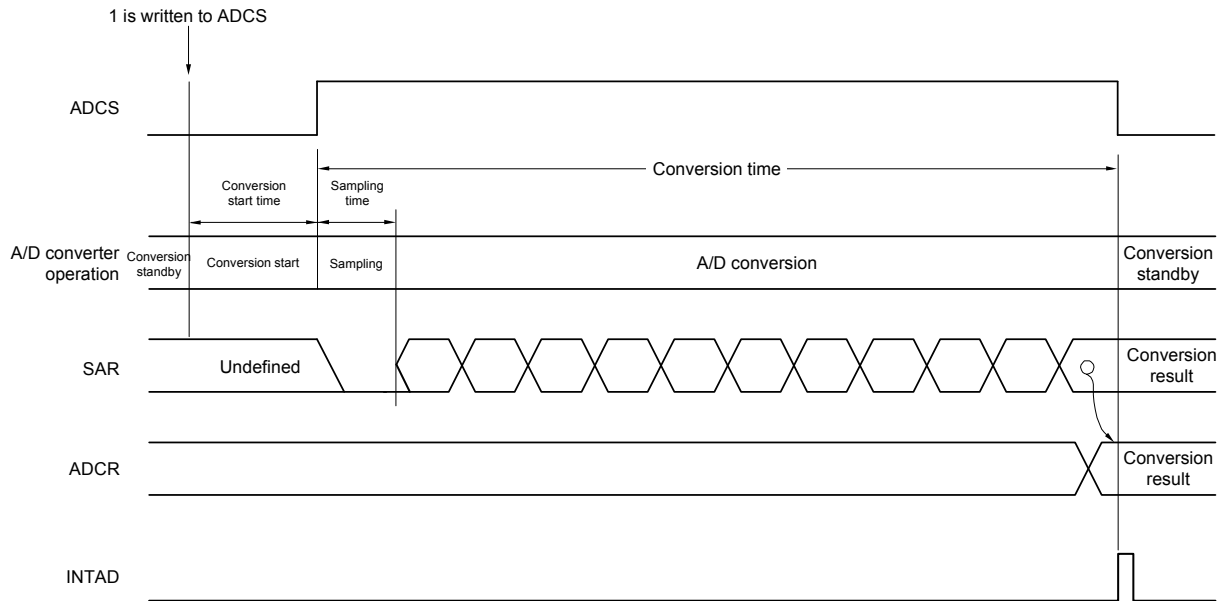 1 is written to ADCS
ADCS
Conversion time
Conversion
start time
Sampling
time
A/D converter
operation
Conversion
standby
Conversion start
Sampling
A/D conversion
Conversion
standby
SAR
Undefined
Conversion
result
ADCR
Conversion
result
INTAD